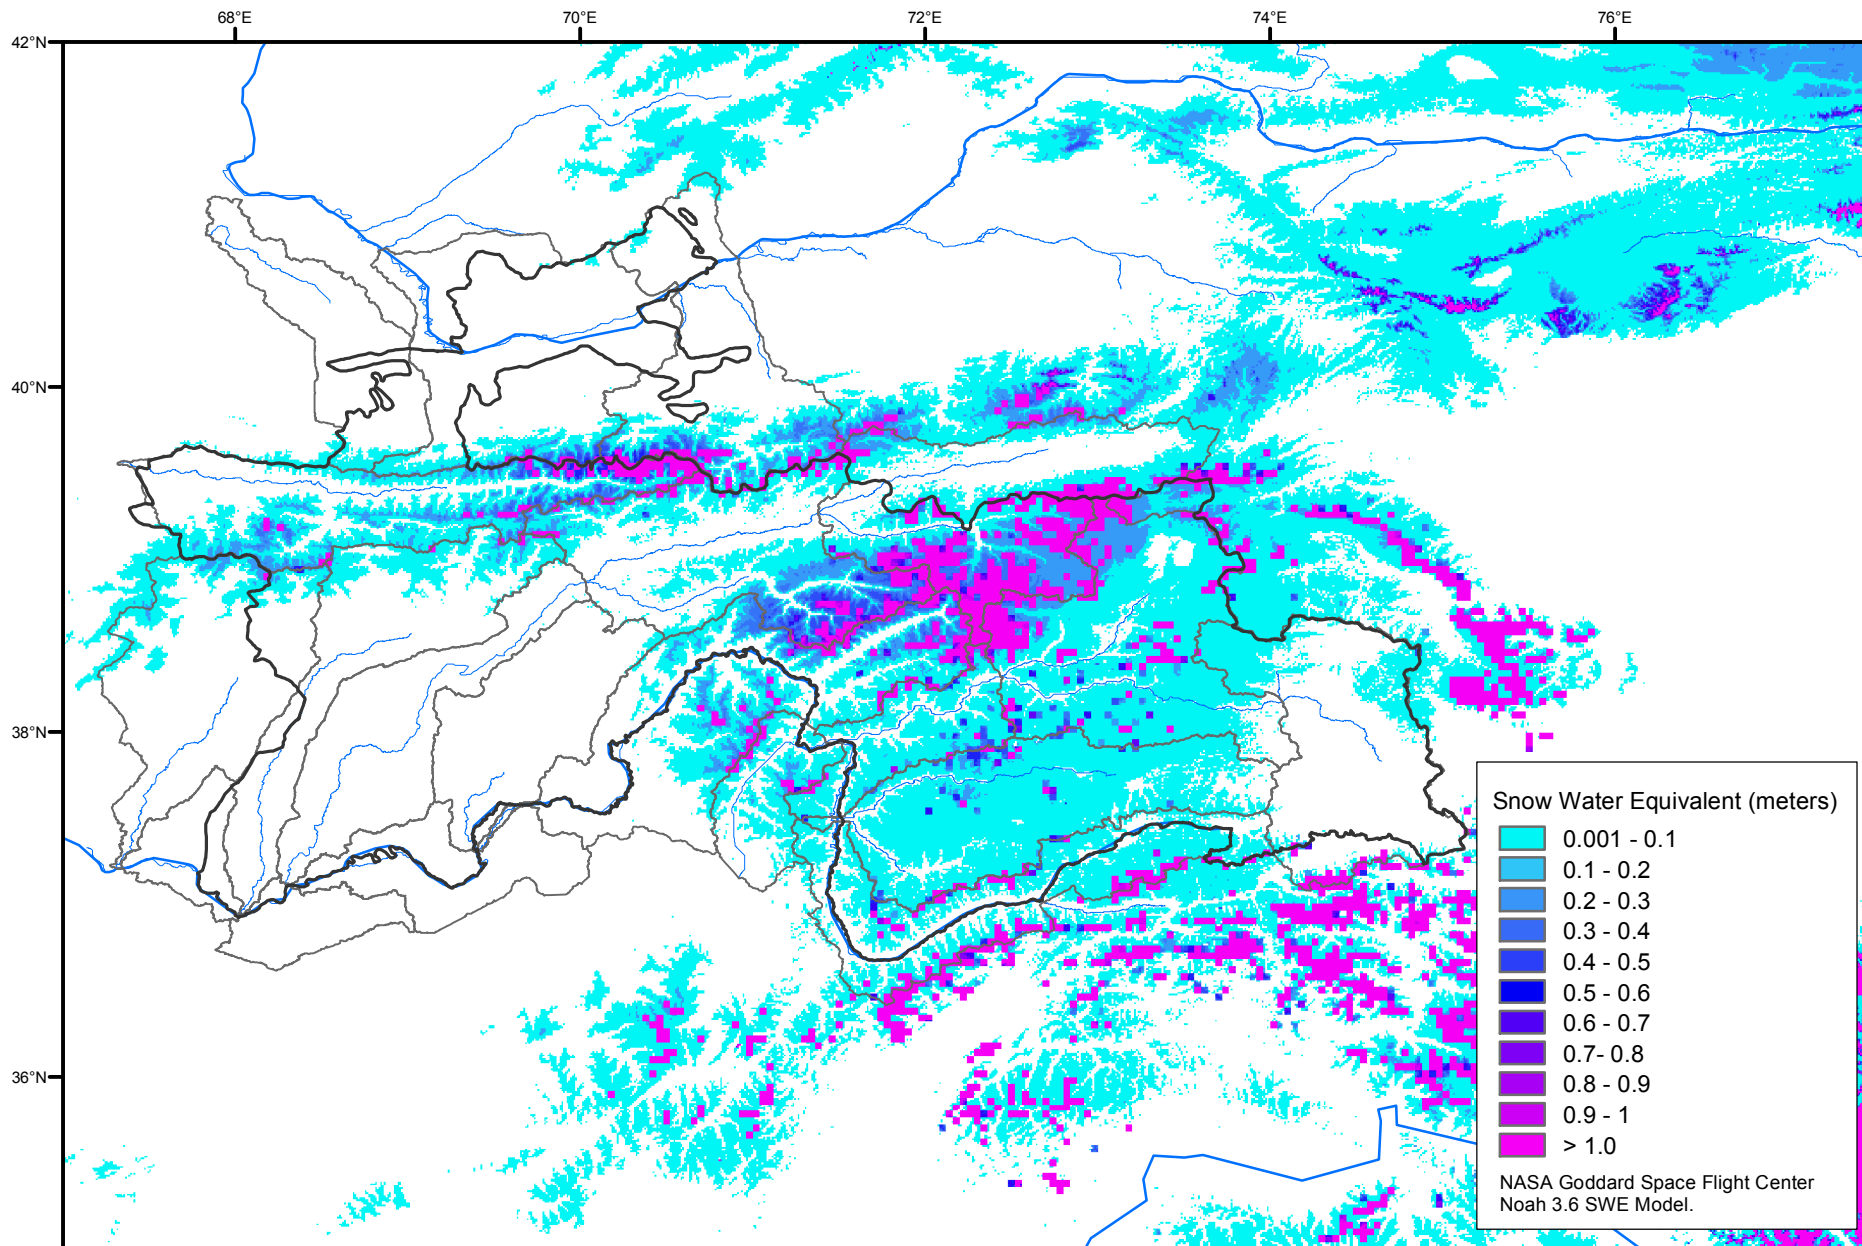 68°E
70°E
72°E
74°E
76°E
42°N
40°N
38°N
36°N
Snow Water Equivalent (meters)
0.001 - 0.1
0.1 - 0.2
0.2 - 0.3
0.3 - 0.4
0.4 - 0.5
0.5 - 0.6
0.6 - 0.7
0.7- 0.8
0.8 - 0.9
0.9 - 1
> 1.0
NASA Goddard Space Flight Center
Noah 3.6 SWE Model.